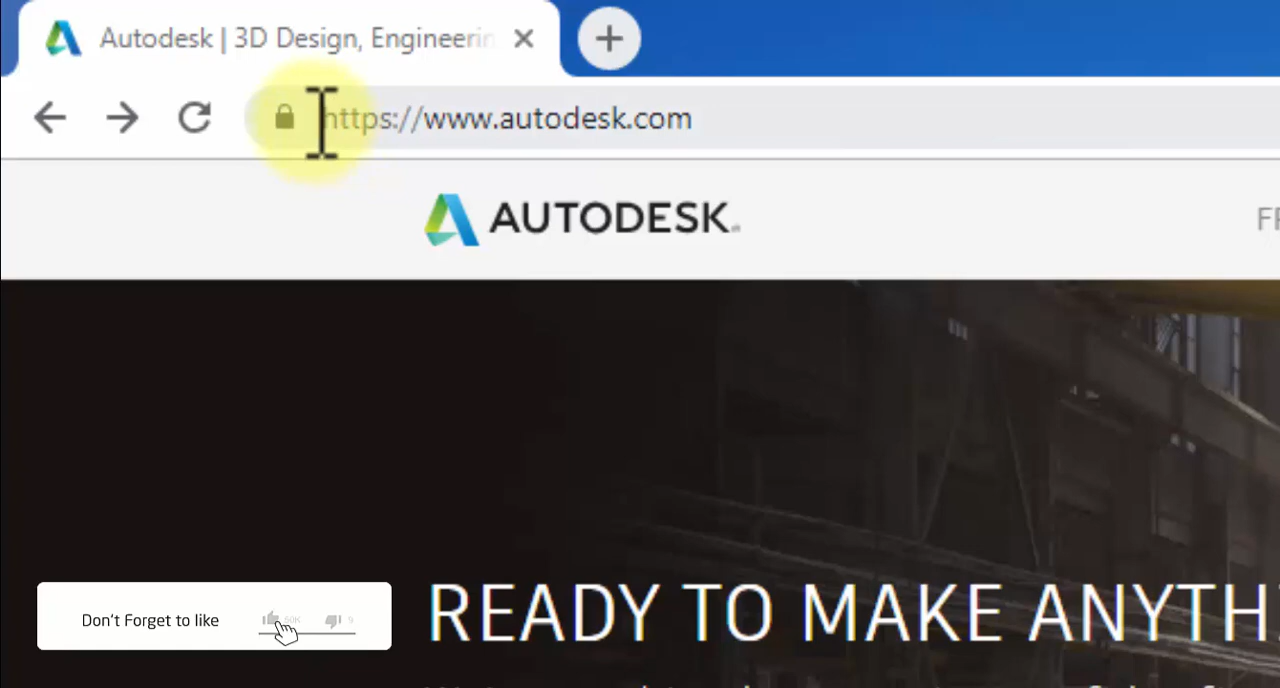 Autodesk | 3D Design, Engineerin
https://www.autodesk.com
AUTODESK
READY TO MAKE ANYTH
Don't Forget to like